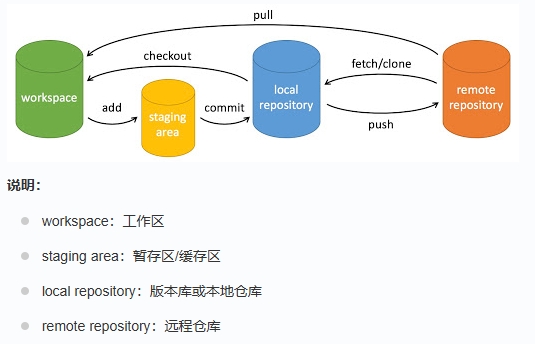 pull
checkout
fetch/clone
workspace
add
staging
area
commit
local
repository
push
remote
repository
说明：
workspace：工作区
staging area：暂存区/缓存区
local repository：版本库或本地仓库
remote repository：远程仓库